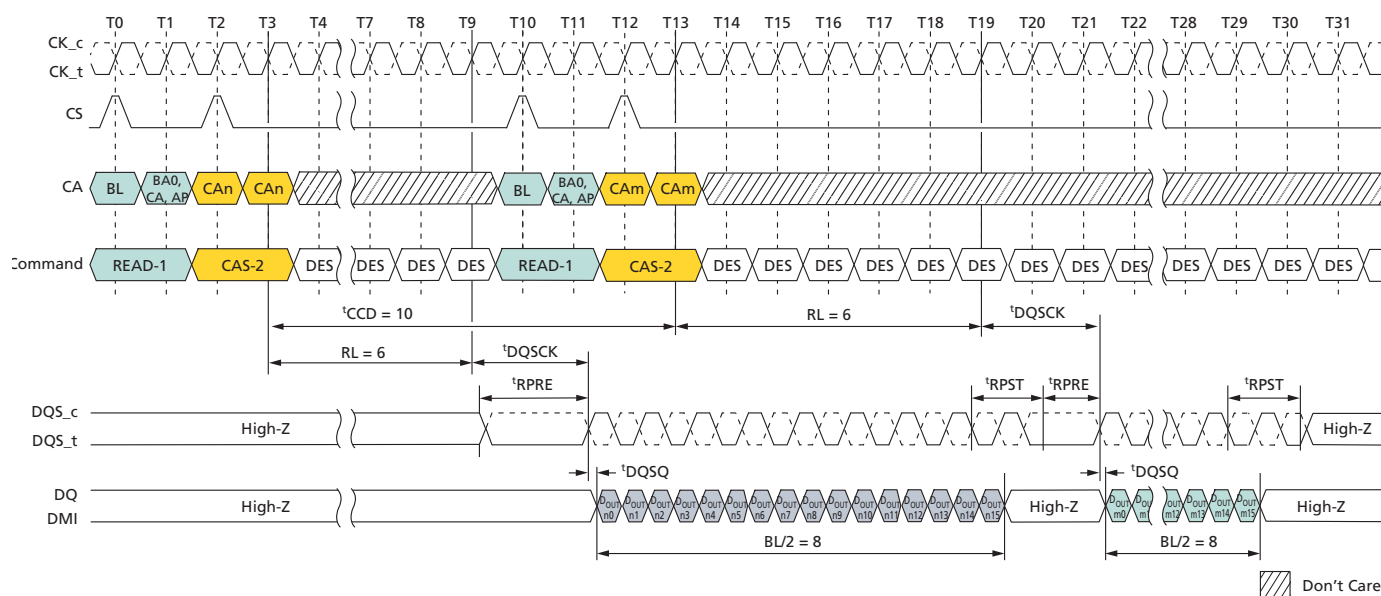 T0 T1 T2 T3 T4 T7 T8 T9 T10 T11 T12 T13 T14 T15 T16 T17 T18 T19 T20 T21 T22 T28 T29 T30 T31
CK_c
CK_t
CS
CA BL BA0, CA, AP CAn CAn BL BA0, CA, AP CAm CAm
Command READ-1 CAS-2 DES DES DES DES READ-1 CAS-2 DES DES DES DES DES DES DES DES DES DES DES DES DES
tCCD = 10 RL = 6 tDQSCK
RL = 6 tDQSCK
tRPRE tRPST tRPRE tRPST
DQS_c
DQS_t
High-Z High-Z
tDQSQ tDQSQ
DQ
DMI
High-Z DOUT n0 DOUT n1 DOUT n2 DOUT n3 DOUT n4 DOUT n5 DOUT n6 DOUT n7 DOUT n8 DOUT n9 DOUT n10 DOUT n11 DOUT n12 DOUT n13 DOUT n14 DOUT n15 High-Z DOUT m0 DOUT m12 DOUT m13 DOUT m14 DOUT m15 High-Z
BL/2 = 8 BL/2 = 8
Don't Care